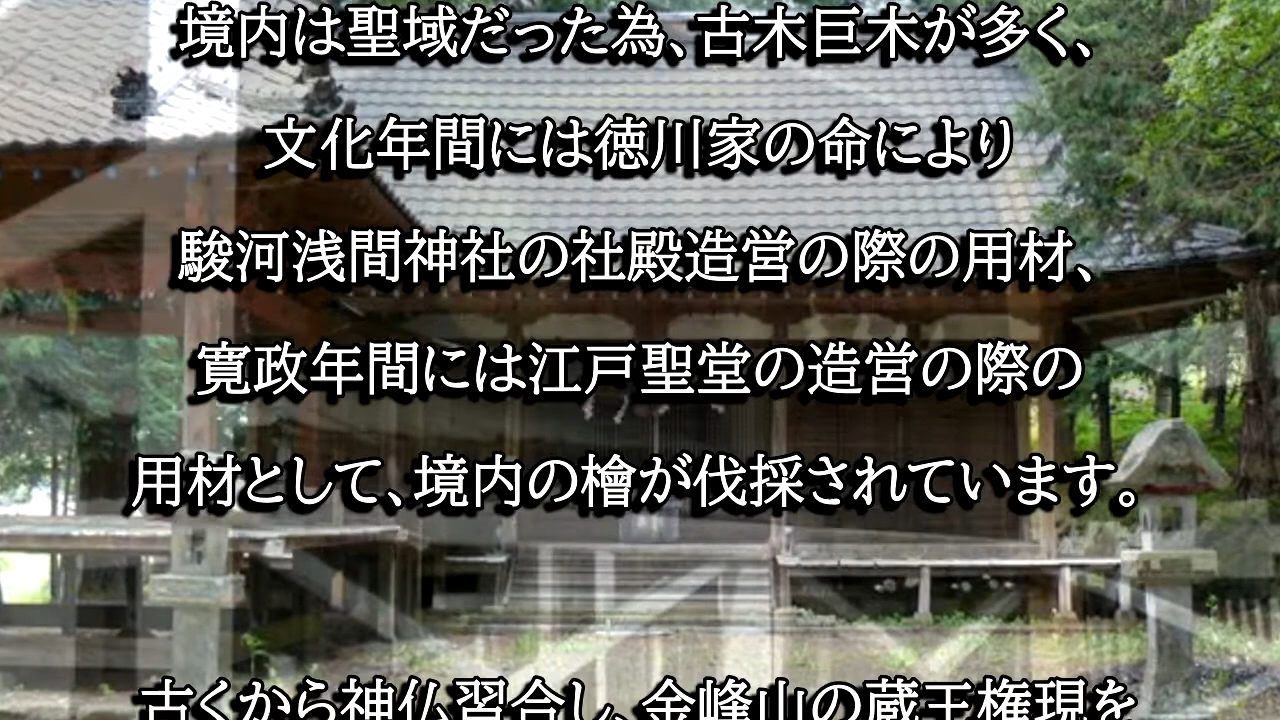 境内は聖域だった為、古木巨木が多く、
文化年間には徳川家の命により
駿河浅間神社の社殿造営の際の用材、
寛政年間には江戸聖堂の造営の際の
用材として、境内の檜が伐採されています。
古くから神仏習合し、金峰山の蔵王権現を